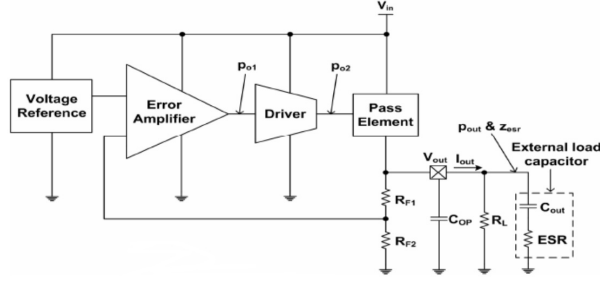 Vin
po1
po2
Voltage
Reference
Error
Amplifier
Driver
Pass
Element
pout & zesr
External load
capacitor
Vout
Iout
RF1
RF2
COP
RL
Cout
ESR